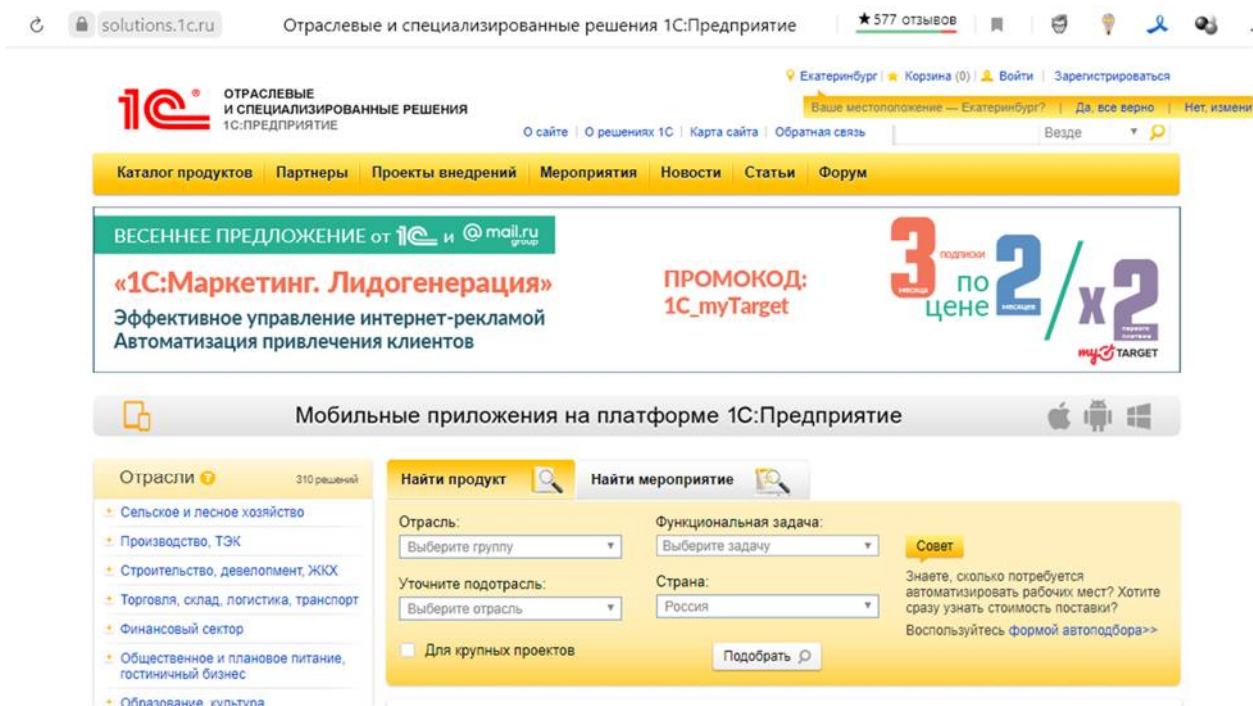 solutions.1c.ru
Отраслевые и специализированные решения 1С:Предприятие
★ 577 отзывов
Екатеринбург | Корзина (0) | Войти | Зарегистрироваться
1С
ОТРАСЛЕВЫЕ
И СПЕЦИАЛИЗИРОВАННЫЕ РЕШЕНИЯ
1С:ПРЕДПРИЯТИЕ
Ваше местоположение — Екатеринбург? | Да, все верно | Нет, измени
О сайте | О решениях 1С | Карта сайта | Обратная связь
Везде
Каталог продуктов Партнеры Проекты внедрений Мероприятия Новости Статьи Форум
ВЕСЕННЕЕ ПРЕДЛОЖЕНИЕ от 1С и @mail.ru group
«1С:Маркетинг. Лидогенерация»
Эффективное управление интернет-рекламой
Автоматизация привлечения клиентов
ПРОМОКОД:
1C_myTarget
3 месяца подписки по цене 2 месяцев / х2 первого платежа
myTARGET
Мобильные приложения на платформе 1С:Предприятие
Отрасли ? 310 решений
Сельское и лесное хозяйство
Производство, ТЭК
Строительство, девелопмент, ЖКХ
Торговля, склад, логистика, транспорт
Финансовый сектор
Общественное и плановое питание,
гостиничный бизнес
Образование, культура
Найти продукт Найти мероприятие
Отрасль:
Выберите группу
Функциональная задача:
Выберите задачу
Уточните подотрасль:
Выберите отрасль
Страна:
Россия
Для крупных проектов
Подобрать
Совет
Знаете, сколько потребуется
автоматизировать рабочих мест? Хотите
сразу узнать стоимость поставки?
Воспользуйтесь формой автоподбора>>